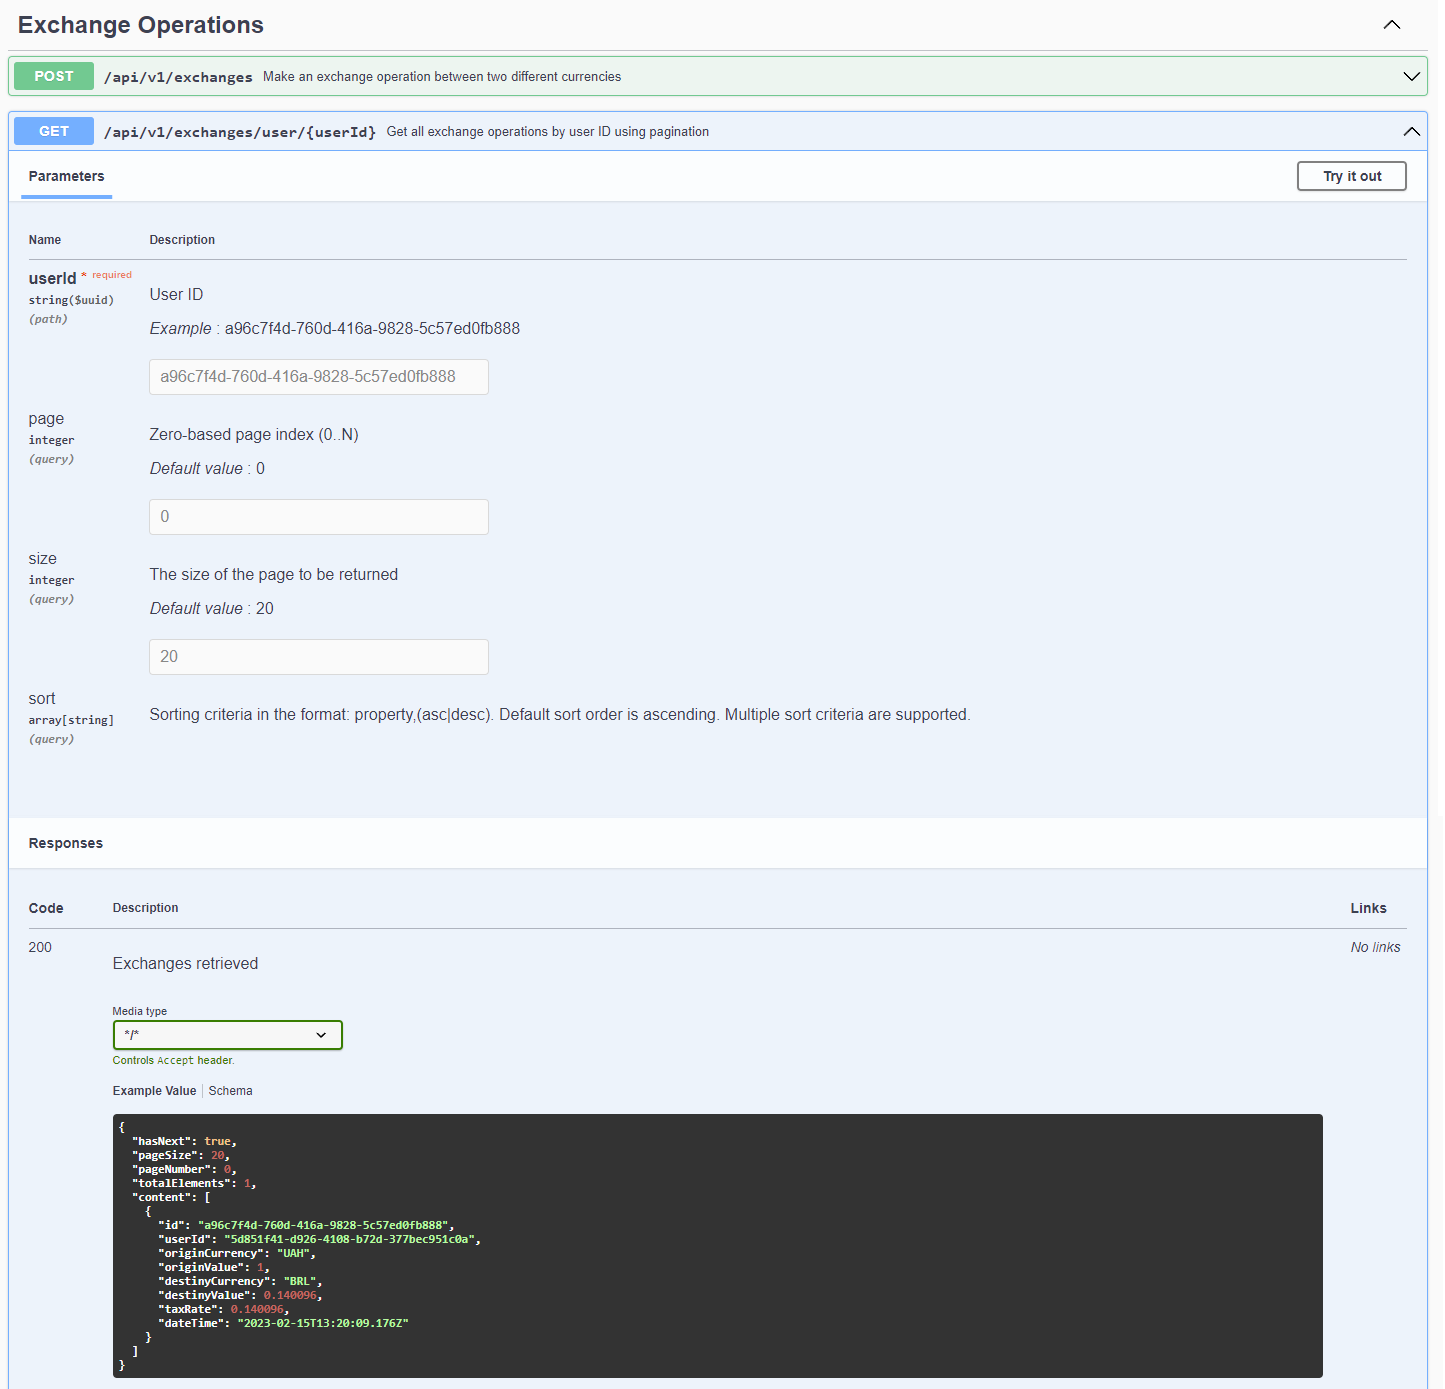 Exchange Operations
POST /api/v1/exchanges Make an exchange operation between two different currencies
GET /api/v1/exchanges/user/{userId} Get all exchange operations by user ID using pagination
Parameters
Try it out
Name Description
userId * required
string($uuid)
(path)
User ID
Example : a96c7f4d-760d-416a-9828-5c57ed0fb888
a96c7f4d-760d-416a-9828-5c57ed0fb888
page
integer
(query)
Zero-based page index (0..N)
Default value : 0
0
size
integer
(query)
The size of the page to be returned
Default value : 20
20
sort
array[string]
(query)
Sorting criteria in the format: property,(asc|desc). Default sort order is ascending. Multiple sort criteria are supported.
Responses
Code Description Links
200
Exchanges retrieved
No links
Media type
*/*
Controls Accept header.
Example Value Schema
{
  "hasNext": true,
  "pageSize": 20,
  "pageNumber": 0,
  "totalElements": 1,
  "content": [
    {
      "id": "a96c7f4d-760d-416a-9828-5c57ed0fb888",
      "userId": "5d851f41-d926-4108-b72d-377bec951c0a",
      "originCurrency": "UAH",
      "originValue": 1,
      "destinyCurrency": "BRL",
      "destinyValue": 0.140096,
      "taxRate": 0.140096,
      "dateTime": "2023-02-15T13:20:09.176Z"
    }
  ]
}